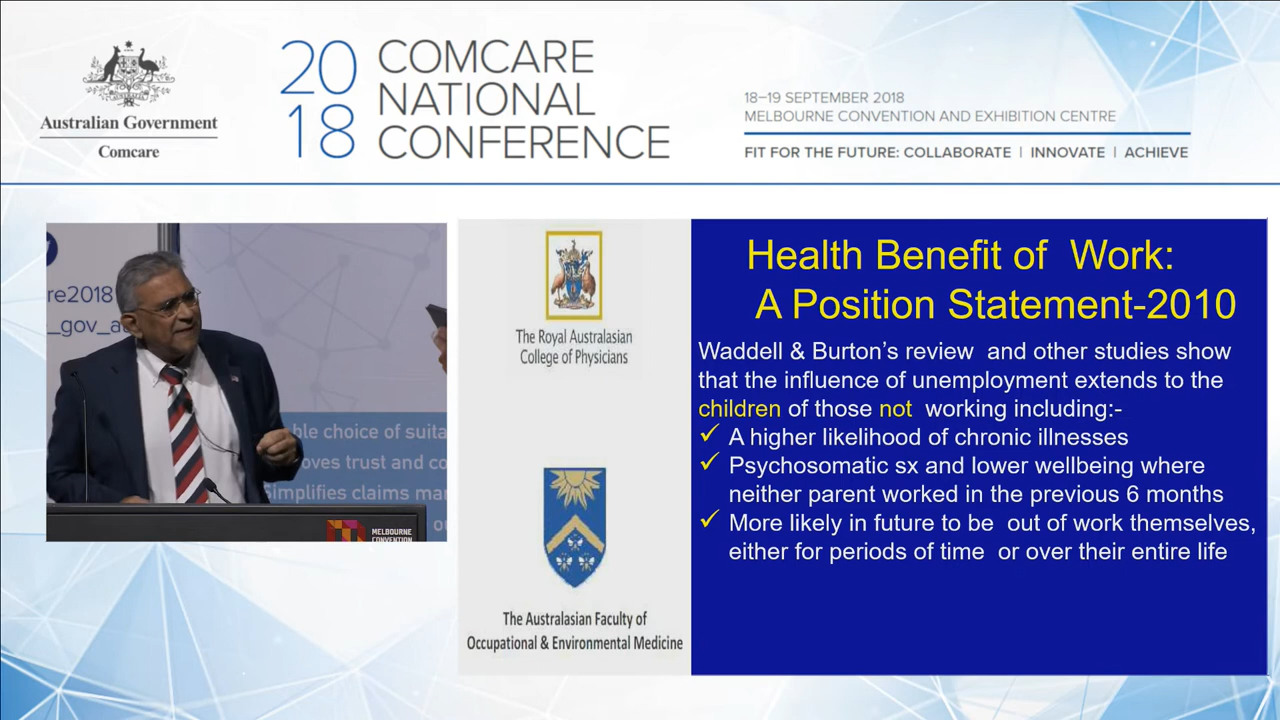 Australian Government
Comcare
20
18
COMCARE
NATIONAL
CONFERENCE
18–19 SEPTEMBER 2018
MELBOURNE CONVENTION AND EXHIBITION CENTRE
FIT FOR THE FUTURE: COLLABORATE | INNOVATE | ACHIEVE
re2018
_gov_a
ble choice of suita
oves trust and co
Simplifies claims ma
ou
MELBOURNE
CONVENTION
The Royal Australasian
College of Physicians
The Australasian Faculty of
Occupational & Environmental Medicine
Health Benefit of Work:
A Position Statement-2010
Waddell & Burton’s review and other studies show
that the influence of unemployment extends to the
children of those not working including:-
✓ A higher likelihood of chronic illnesses
✓ Psychosomatic sx and lower wellbeing where
neither parent worked in the previous 6 months
✓ More likely in future to be out of work themselves,
either for periods of time or over their entire life